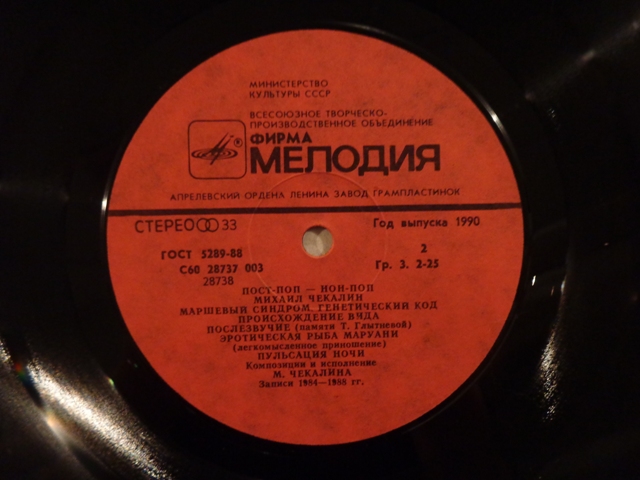 МИНИСТЕРСТВО
КУЛЬТУРЫ СССР
ВСЕСОЮЗНОЕ ТВОРЧЕСКО-
ПРОИЗВОДСТВЕННОЕ ОБЪЕДИНЕНИЕ
ФИРМА
® МЕЛОДИЯ
АПРЕЛЕВСКИЙ ОРДЕНА ЛЕНИНА ЗАВОД ГРАМПЛАСТИНОК
СТЕРЕО 33
Год выпуска 1990
ГОСТ 5289-88
2
С60 28737 003
Гр. 3. 2-25
28738
ПОСТ-ПОП — НОН-ПОП
МИХАИЛ ЧЕКАЛИН
МАРШЕВЫЙ СИНДРОМ. ГЕНЕТИЧЕСКИЙ КОД
ПРОИСХОЖДЕНИЕ ВЧДА
ПОСЛЕЗВУЧИЕ (памяти Т. Глытневой)
ЭРОТИЧЕСКАЯ РЫБА МАРУАНИ
(легкомысленное приношение)
ПУЛЬСАЦИЯ НОЧИ
Композиции и исполнение
М. ЧЕКАЛИНА
Записи 1984—1988 гг.